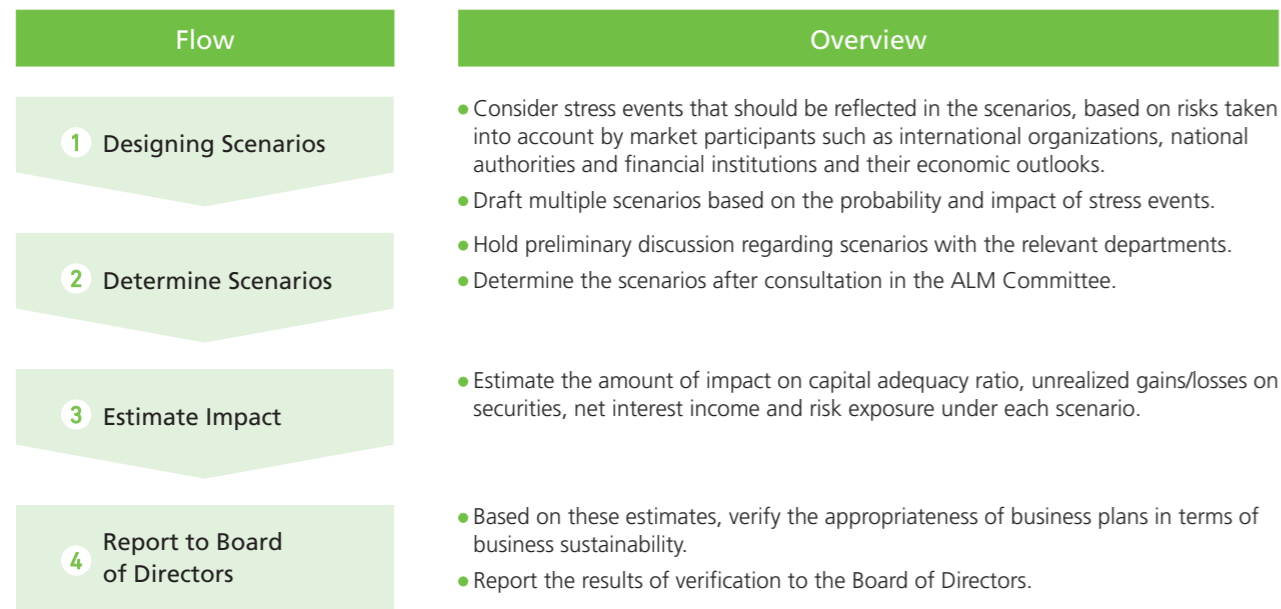 Flow
Overview
1 Designing Scenarios
● Consider stress events that should be reflected in the scenarios, based on risks taken
into account by market participants such as international organizations, national
authorities and financial institutions and their economic outlooks.
● Draft multiple scenarios based on the probability and impact of stress events.
2 Determine Scenarios
● Hold preliminary discussion regarding scenarios with the relevant departments.
● Determine the scenarios after consultation in the ALM Committee.
3 Estimate Impact
● Estimate the amount of impact on capital adequacy ratio, unrealized gains/losses on
securities, net interest income and risk exposure under each scenario.
4 Report to Board
of Directors
● Based on these estimates, verify the appropriateness of business plans in terms of
business sustainability.
● Report the results of verification to the Board of Directors.